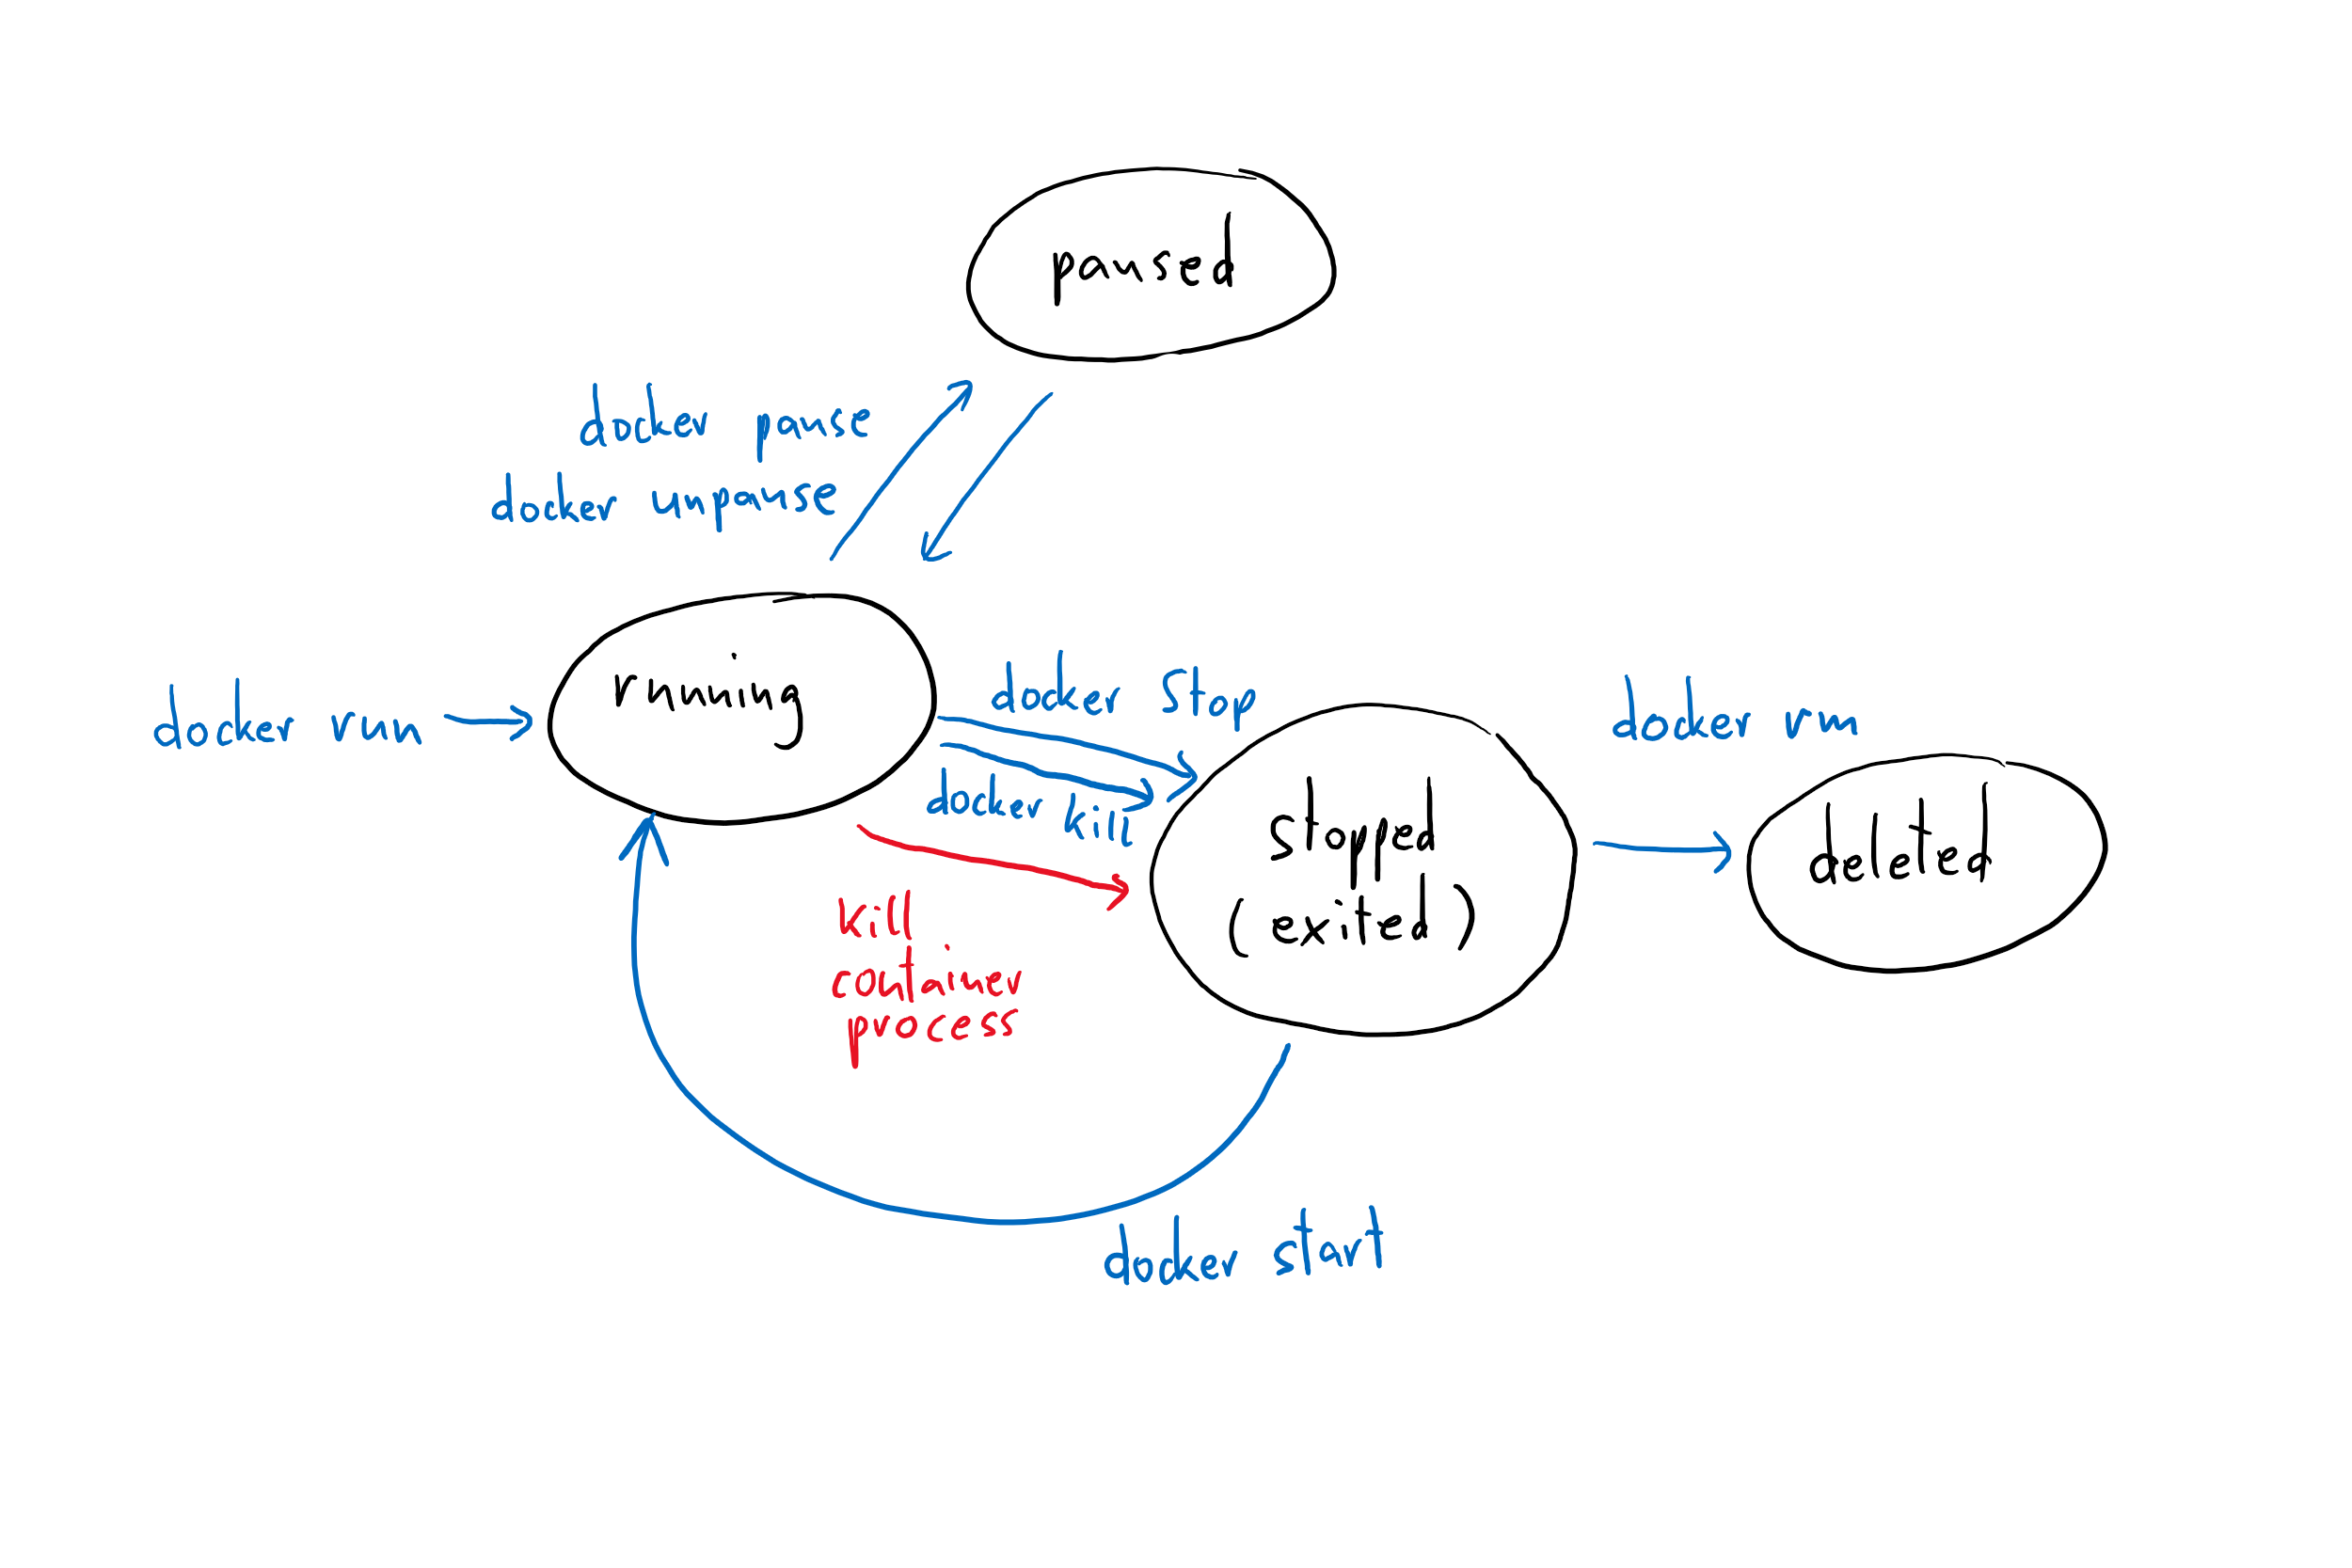 paused
docker pause
docker unpause
running
docker run
docker stop
docker kill
docker rm
stopped
(exited)
deleted
kill
container
process
docker start